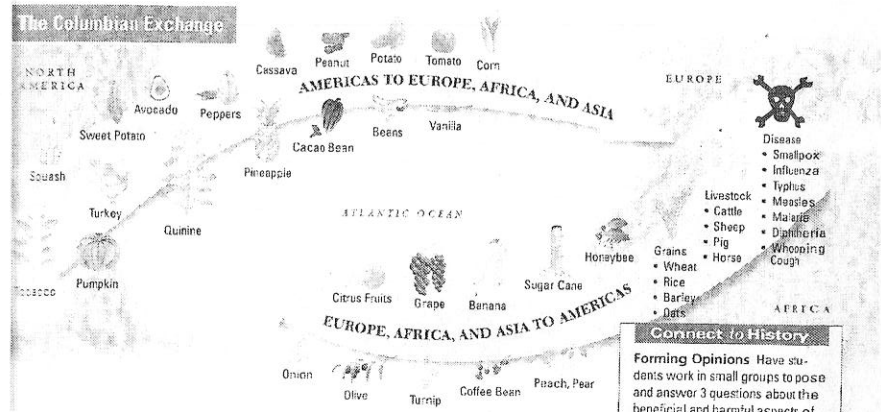 The Columbian Exchange
NORTH
AMERICA
Cassava
Peanut
Potato
Tomato
Corn
AMERICAS TO EUROPE, AFRICA, AND ASIA
EUROPE
Avocado
Peppers
Sweet Potato
Cacao Bean
Beans
Vanilla
Squash
Pineapple
Turkey
Quinine
Tobacco
Pumpkin
ATLANTIC OCEAN
Disease
• Smallpox
• Influenza
• Typhus
• Measles
• Malaria
• Diphtheria
• Whooping
Cough
Livestock
• Cattle
• Sheep
• Pig
• Horse
Honeybee
Grains
• Wheat
• Rice
• Barley
• Oats
Citrus Fruits
Grape
Banana
Sugar Cane
AFRICA
EUROPE, AFRICA, AND ASIA TO AMERICAS
Onion
Olive
Turnip
Coffee Bean
Peach, Pear
Connect to History
Forming Opinions Have stu-
dents work in small groups to pose
and answer 3 questions about the
beneficial and harmful aspects of